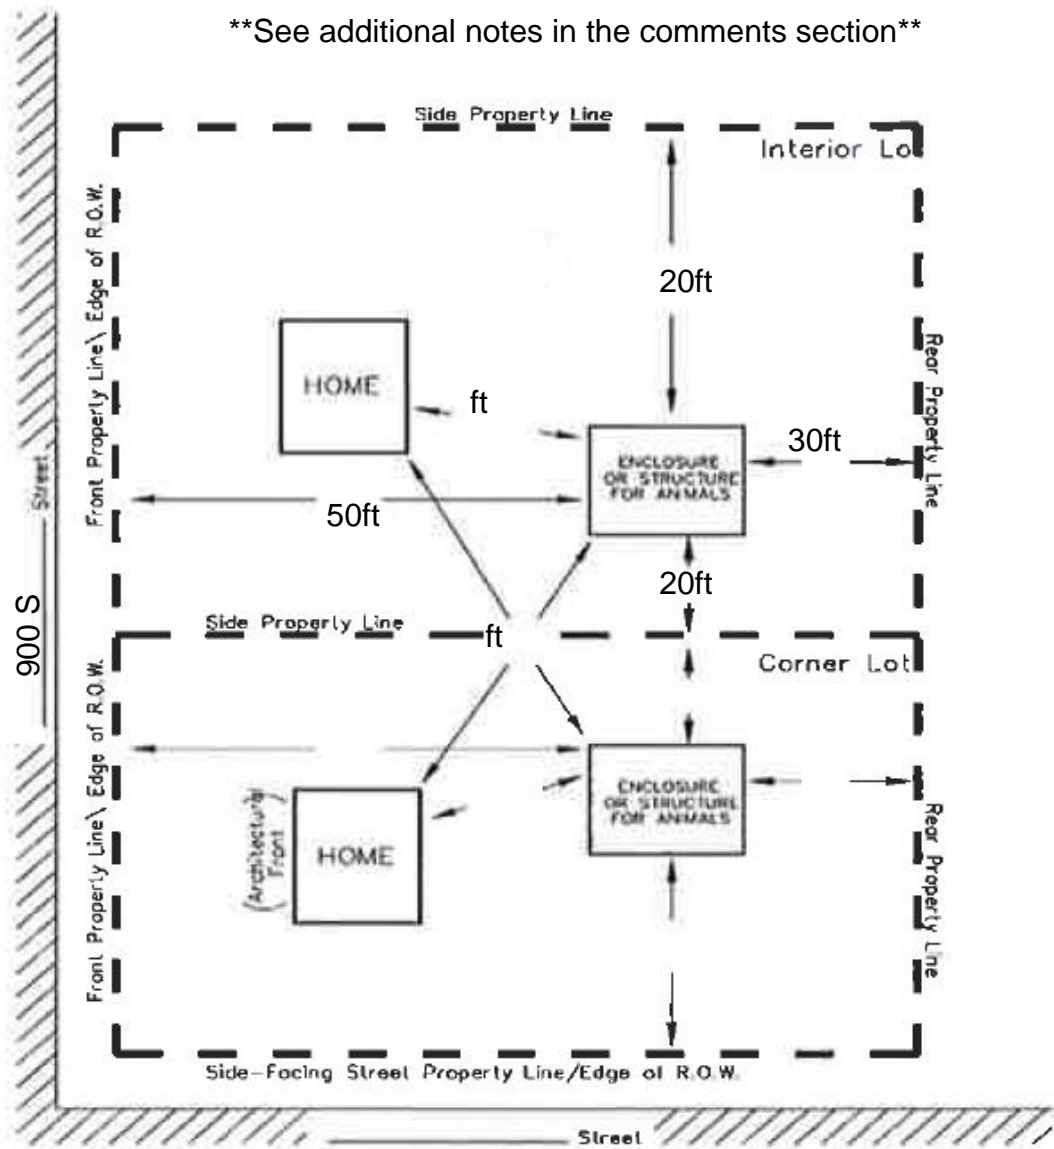 **See additional notes in the comments section**
Side Property Line
Interior Lo
Front Property Line\ Edge of R.O.W.
20ft
HOME
ft
ENCLOSURE
OR STRUCTURE
FOR ANIMALS
30ft
Rear Property Line
Street
900 S
50ft
20ft
Side Property Line
ft
Corner Lot
Front Property Line\ Edge of R.O.W.
(Architectural
Front)
HOME
ENCLOSURE
OR STRUCTURE
FOR ANIMALS
Rear Property Line
Side-Facing Street Property Line/Edge of R.O.W.
Street